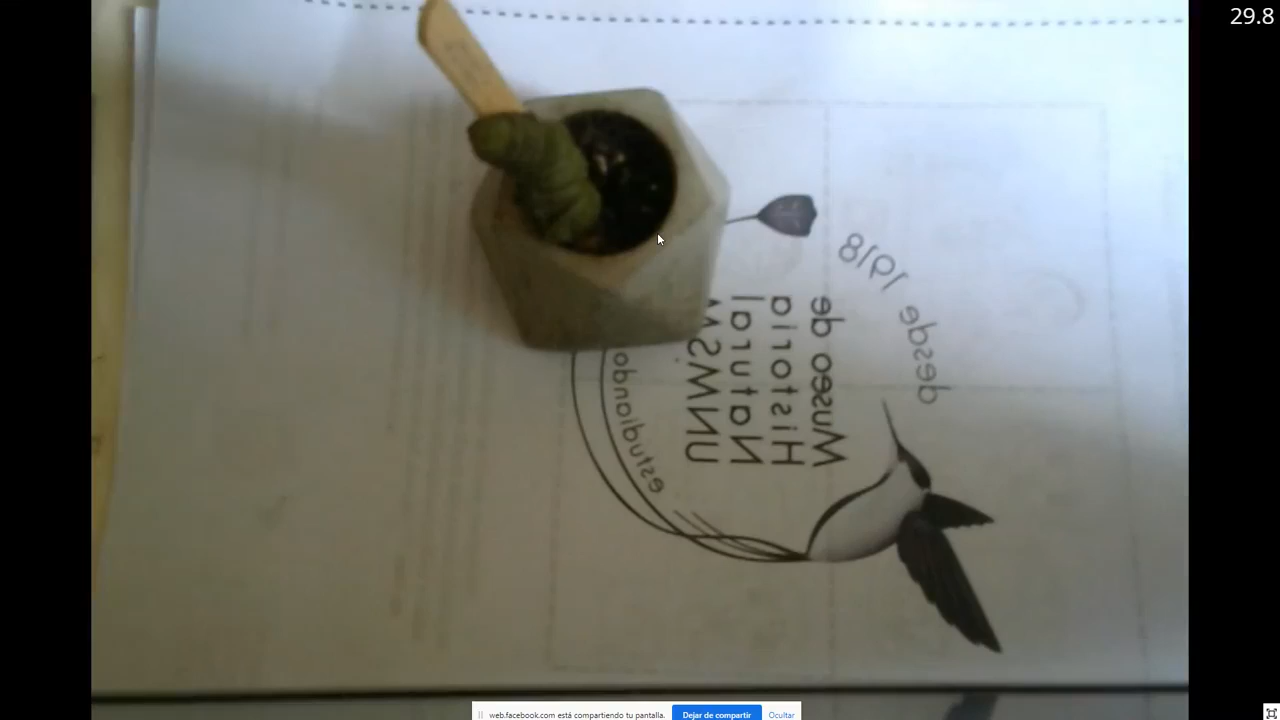 29.8
desde 1918
Museo de
Historia
Natural
UNMSM
estudiando
web.facebook.com está compartiendo tu pantalla.
Dejar de compartir
Ocultar